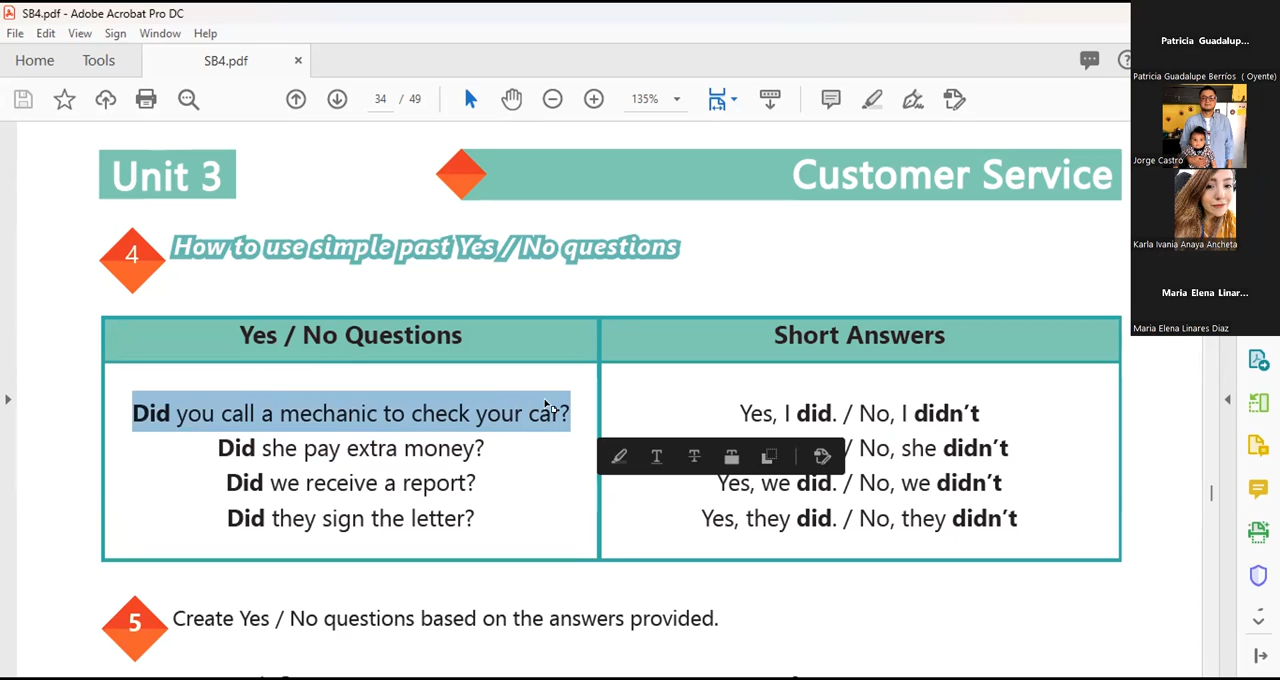 SB4.pdf - Adobe Acrobat Pro DC
File Edit View Sign Window Help
Home Tools SB4.pdf ×
34 / 49 135%
Unit 3 Customer Service
4 How to use simple past Yes / No questions
Yes / No Questions Short Answers
Did you call a mechanic to check your car? Yes, I did. / No, I didn't
Did she pay extra money? / No, she didn't
Did we receive a report? Yes, we did. / No, we didn't
Did they sign the letter? Yes, they did. / No, they didn't
5 Create Yes / No questions based on the answers provided.
Patricia Guadalup...
Patricia Guadalupe Berríos ( Oyente)
Jorge Castro
Karla Ivania Anaya Ancheta
Maria Elena Linar...
Maria Elena Linares Diaz